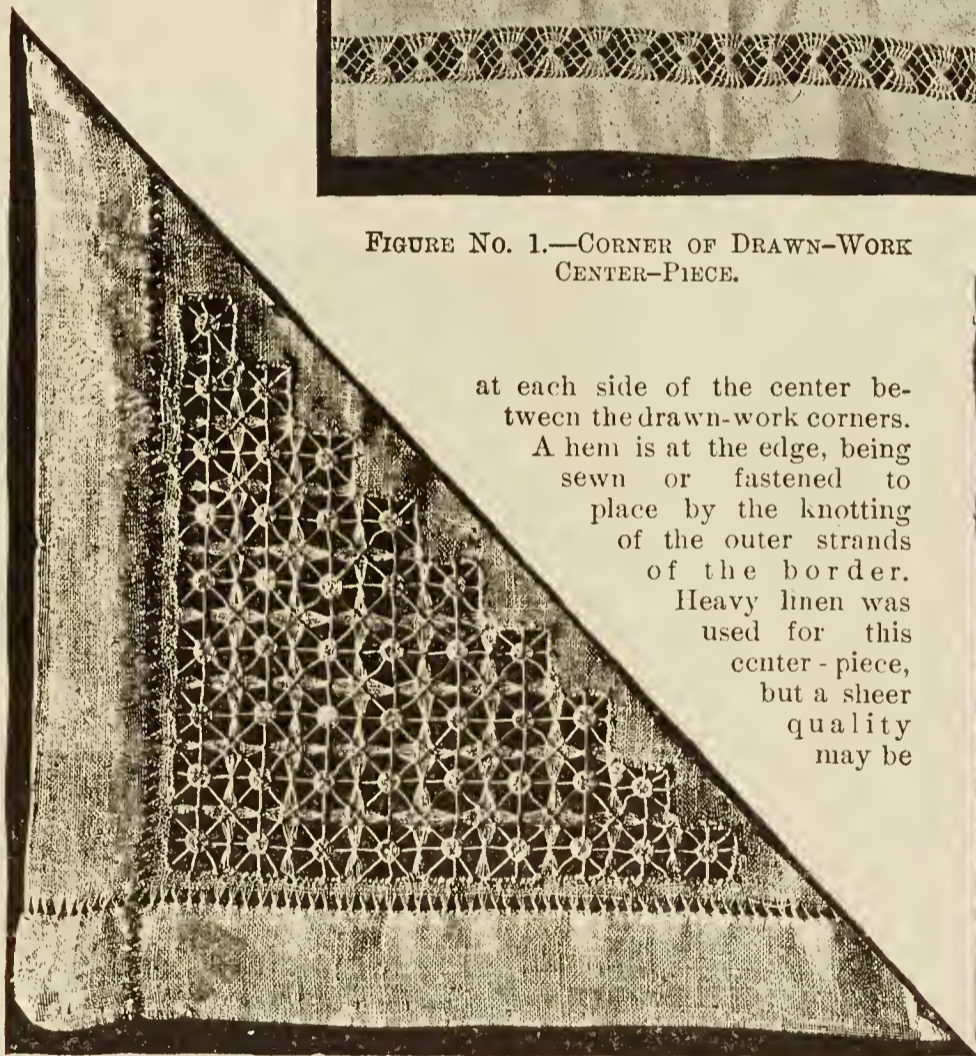 FIGURE NO. 1.—CORNER OF DRAWN-WORK
CENTER-PIECE.
at each side of the center be-
tween the drawn-work corners.
A hem is at the edge, being
sewn or fastened to
place by the knotting
of the outer strands
of the border.
Heavy linen was
used for this
center-piece,
but a sheer
quality
may be